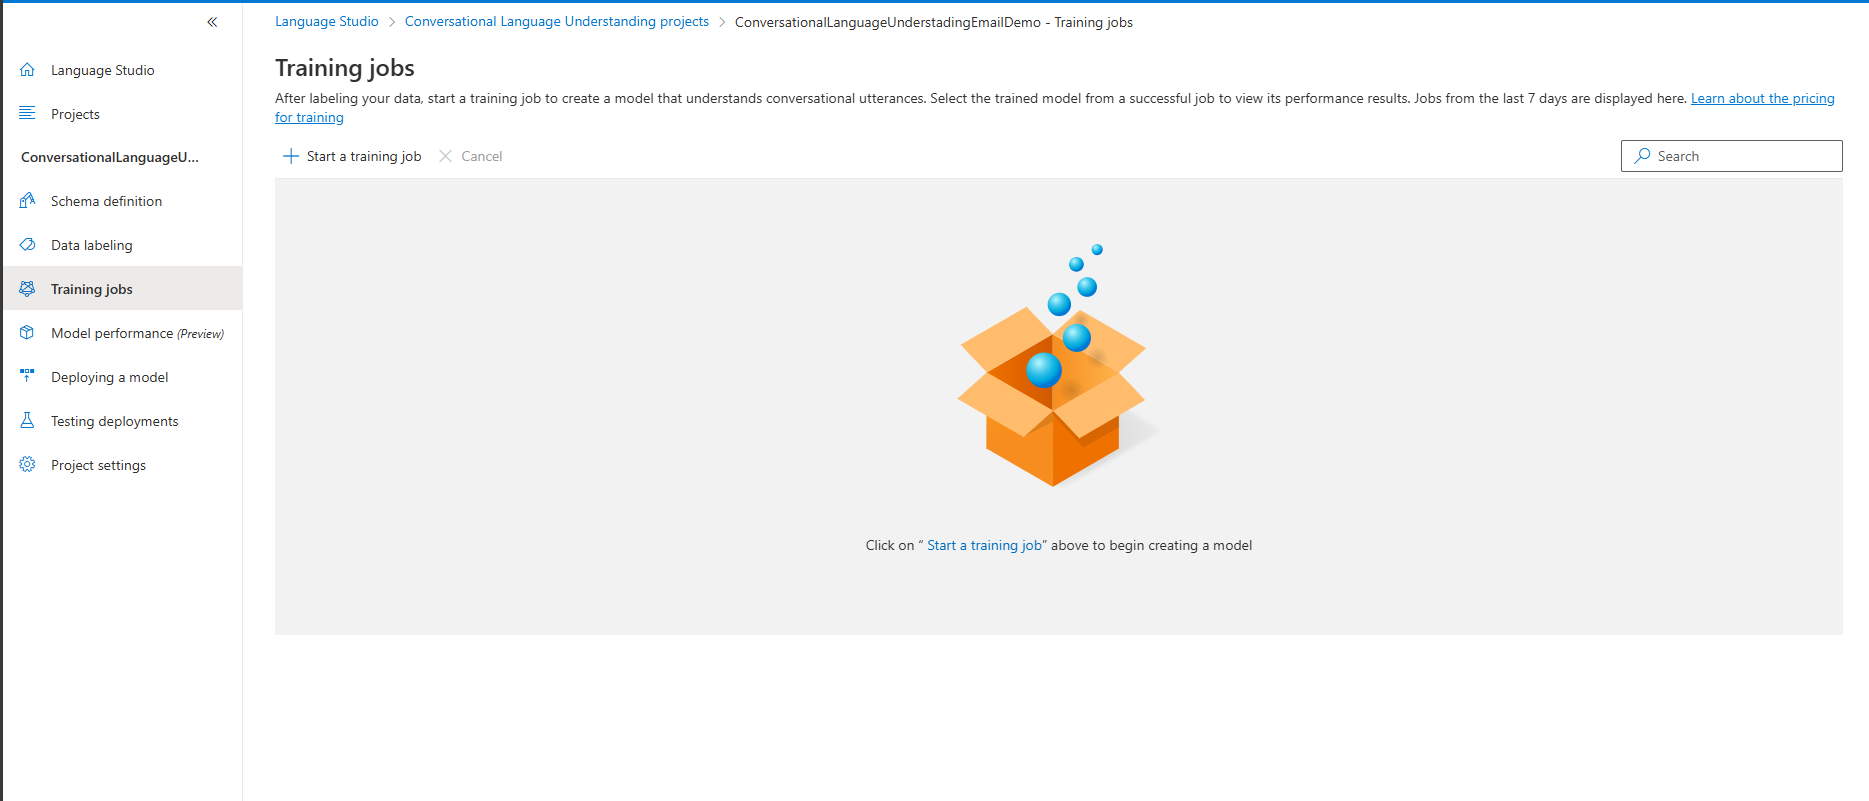 Language Studio > Conversational Language Understanding projects > ConversationalLanguageUnderstadingEmailDemo - Training jobs
Language Studio
Projects
ConversationalLanguageU...
Schema definition
Data labeling
Training jobs
Model performance (Preview)
Deploying a model
Testing deployments
Project settings
Training jobs
After labeling your data, start a training job to create a model that understands conversational utterances. Select the trained model from a successful job to view its performance results. Jobs from the last 7 days are displayed here. Learn about the pricing
for training
Start a training job Cancel
Search
Click on “ Start a training job” above to begin creating a model